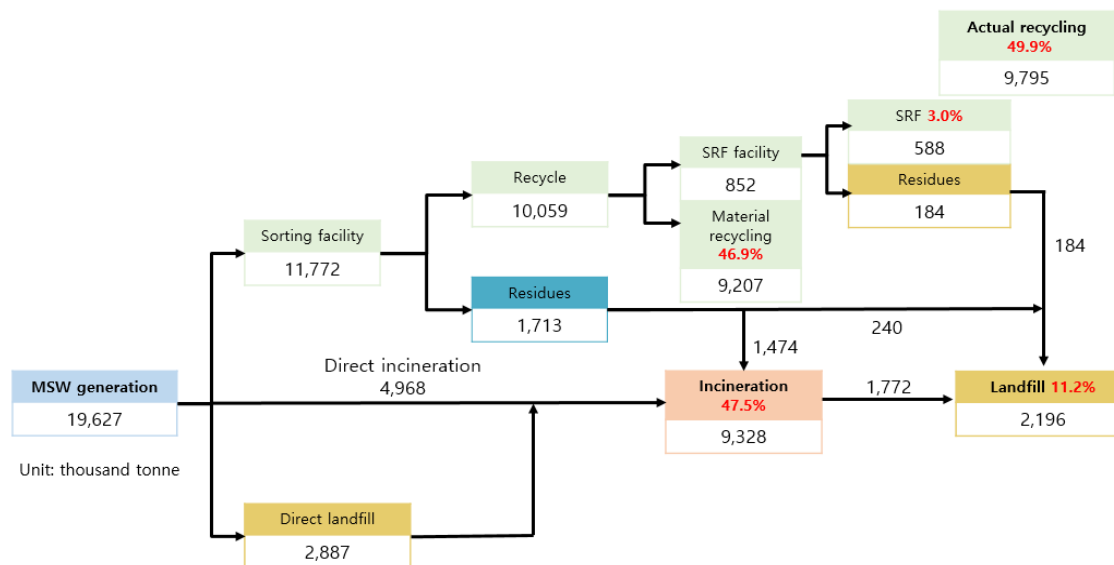 Actual recycling
49.9%
9,795
SRF 3.0%
588
SRF facility
852
Residues
184
Recycle
10,059
Material
recycling
46.9%
9,207
Sorting facility
11,772
184
Residues
1,713
240
1,474
Direct incineration
4,968
MSW generation
19,627
Incineration
47.5%
9,328
1,772
Landfill 11.2%
2,196
Unit: thousand tonne
Direct landfill
2,887